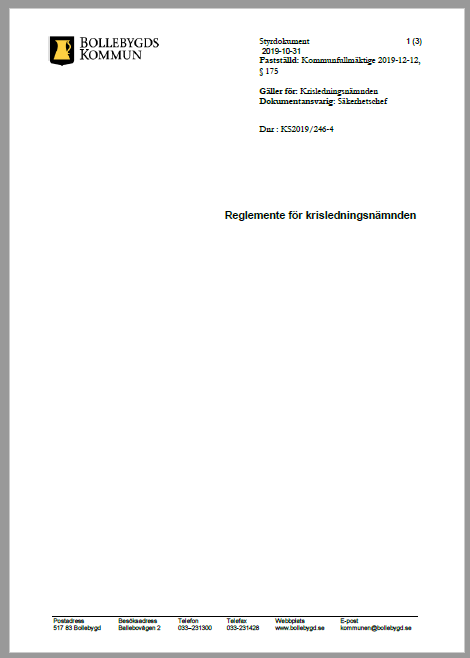 BOLLEBYGDS
KOMMUN
Styrdokument 1 (3)
2019-10-31
Fastställd: Kommunfullmäktige 2019-12-12,
§ 175
Gäller för: Krisledningsnämnden
Dokumentansvarig: Säkerhetschef
Dnr : KS2019/246-4
Reglemente för krisledningsnämnden
Postadress Besöksadress Telefon Telefax Webbplats E-post
517 83 Bollebygd Ballebovägen 2 033–231300 033-231428 www.bollebygd.se kommunen@bollebygd.se